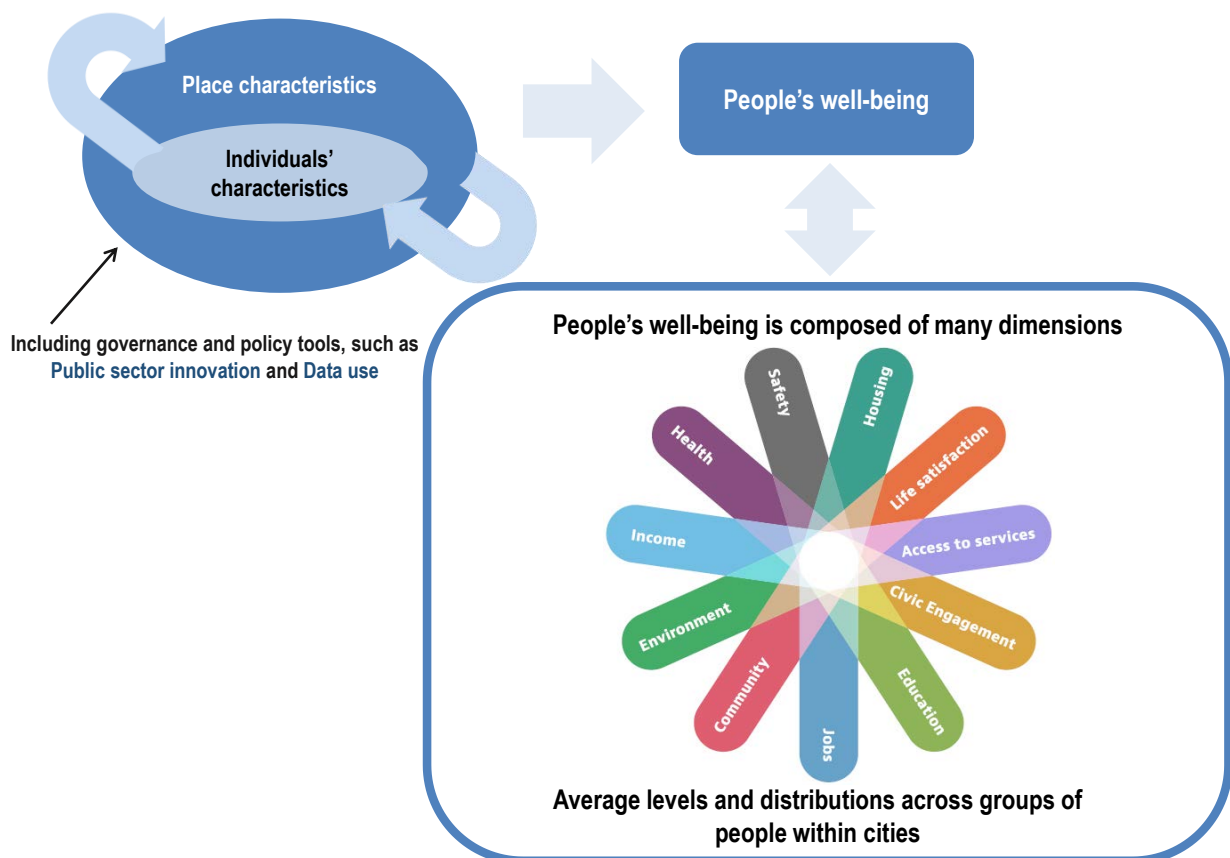 Place characteristics
Individuals’
characteristics
People’s well-being
Including governance and policy tools, such as
Public sector innovation and Data use
People’s well-being is composed of many dimensions
Safety
Housing
Health
Life satisfaction
Income
Access to services
Environment
Civic Engagement
Community
Education
Jobs
Average levels and distributions across groups of
people within cities